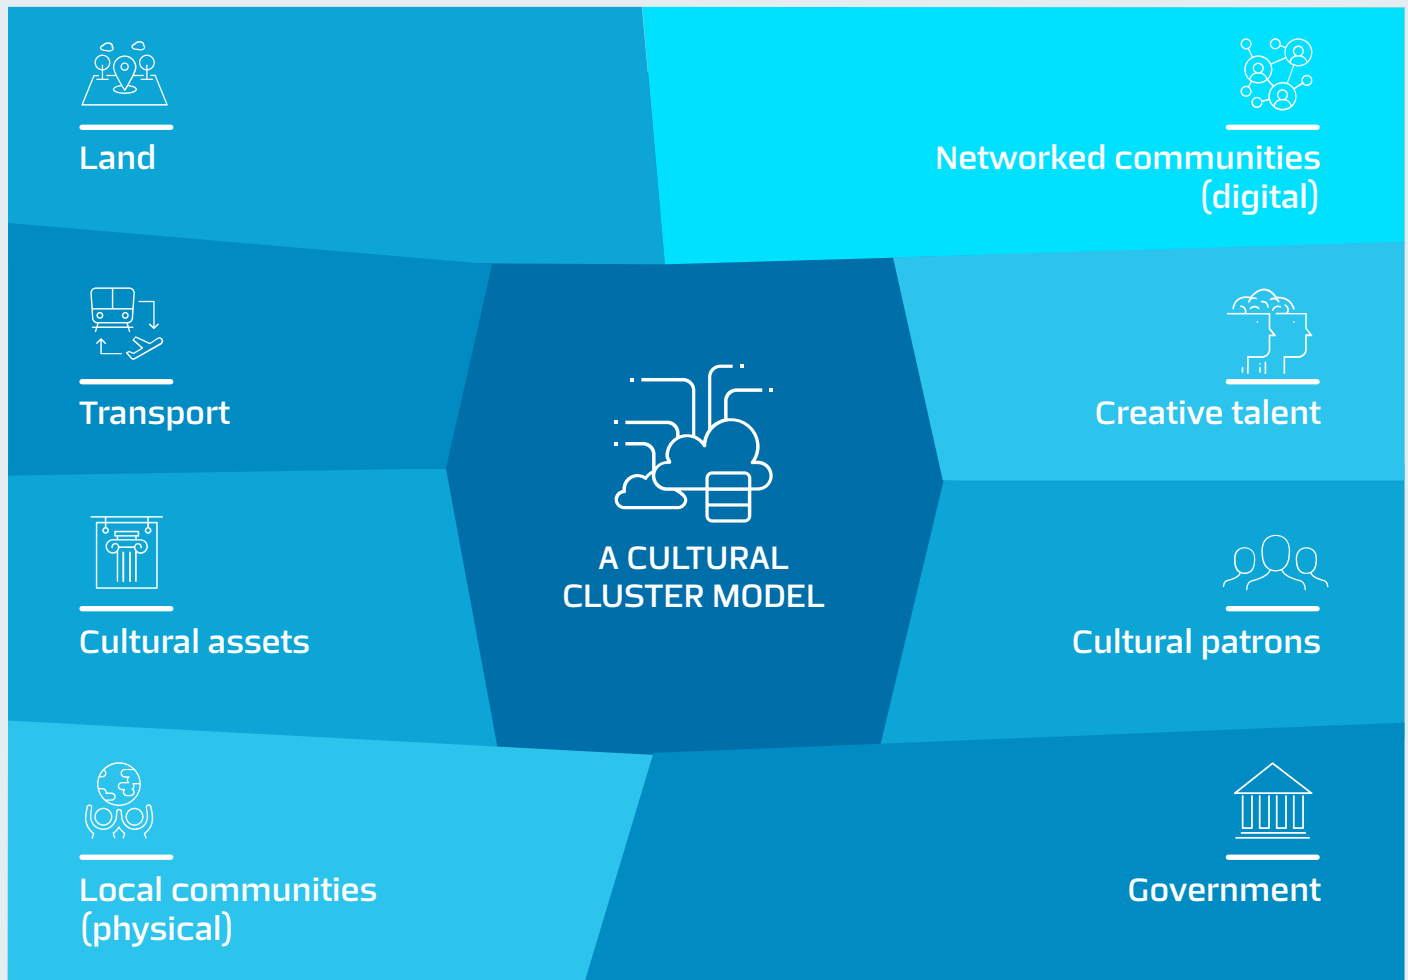 Land
Networked communities
(digital)
Transport
Creative talent
A CULTURAL
CLUSTER MODEL
Cultural assets
Cultural patrons
Local communities
(physical)
Government